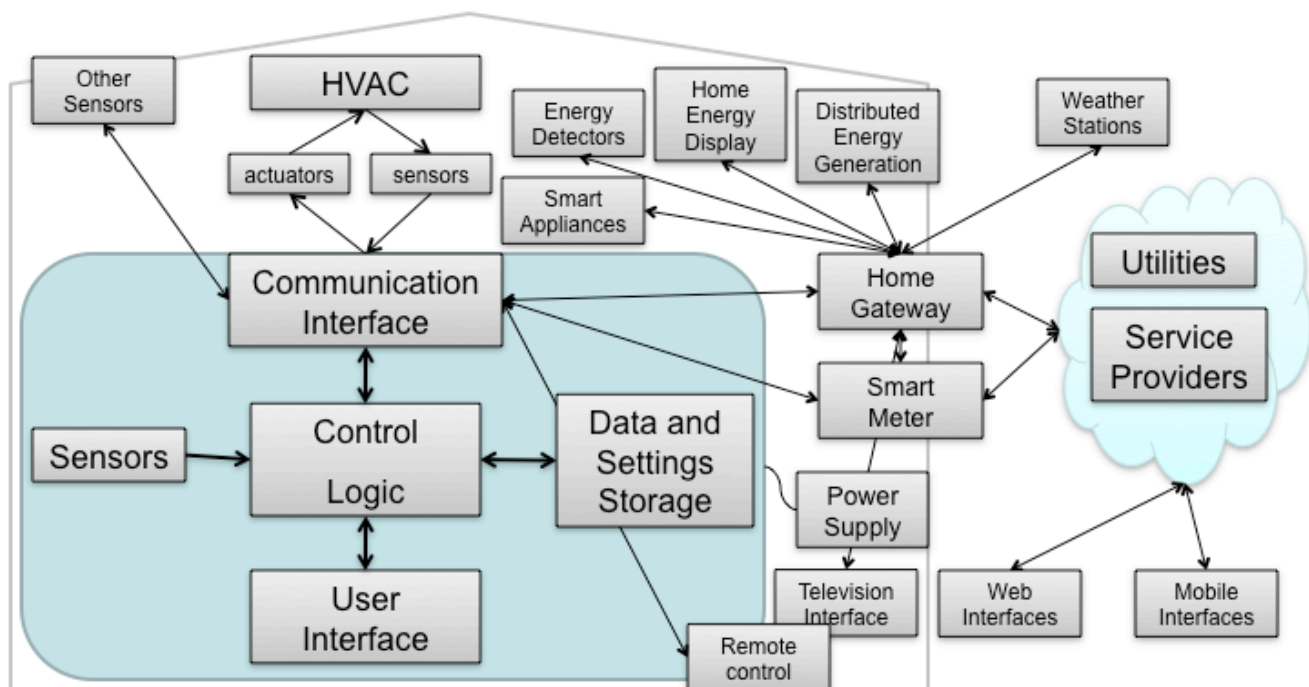 Other
Sensors
HVAC
actuators
sensors
Energy
Detectors
Home
Energy
Display
Distributed
Energy
Generation
Weather
Stations
Smart
Appliances
Communication
Interface
Home
Gateway
Utilities
Service
Providers
Smart
Meter
Sensors
Control
Logic
Data and
Settings
Storage
Power
Supply
User
Interface
Television
Interface
Remote
control
Web
Interfaces
Mobile
Interfaces